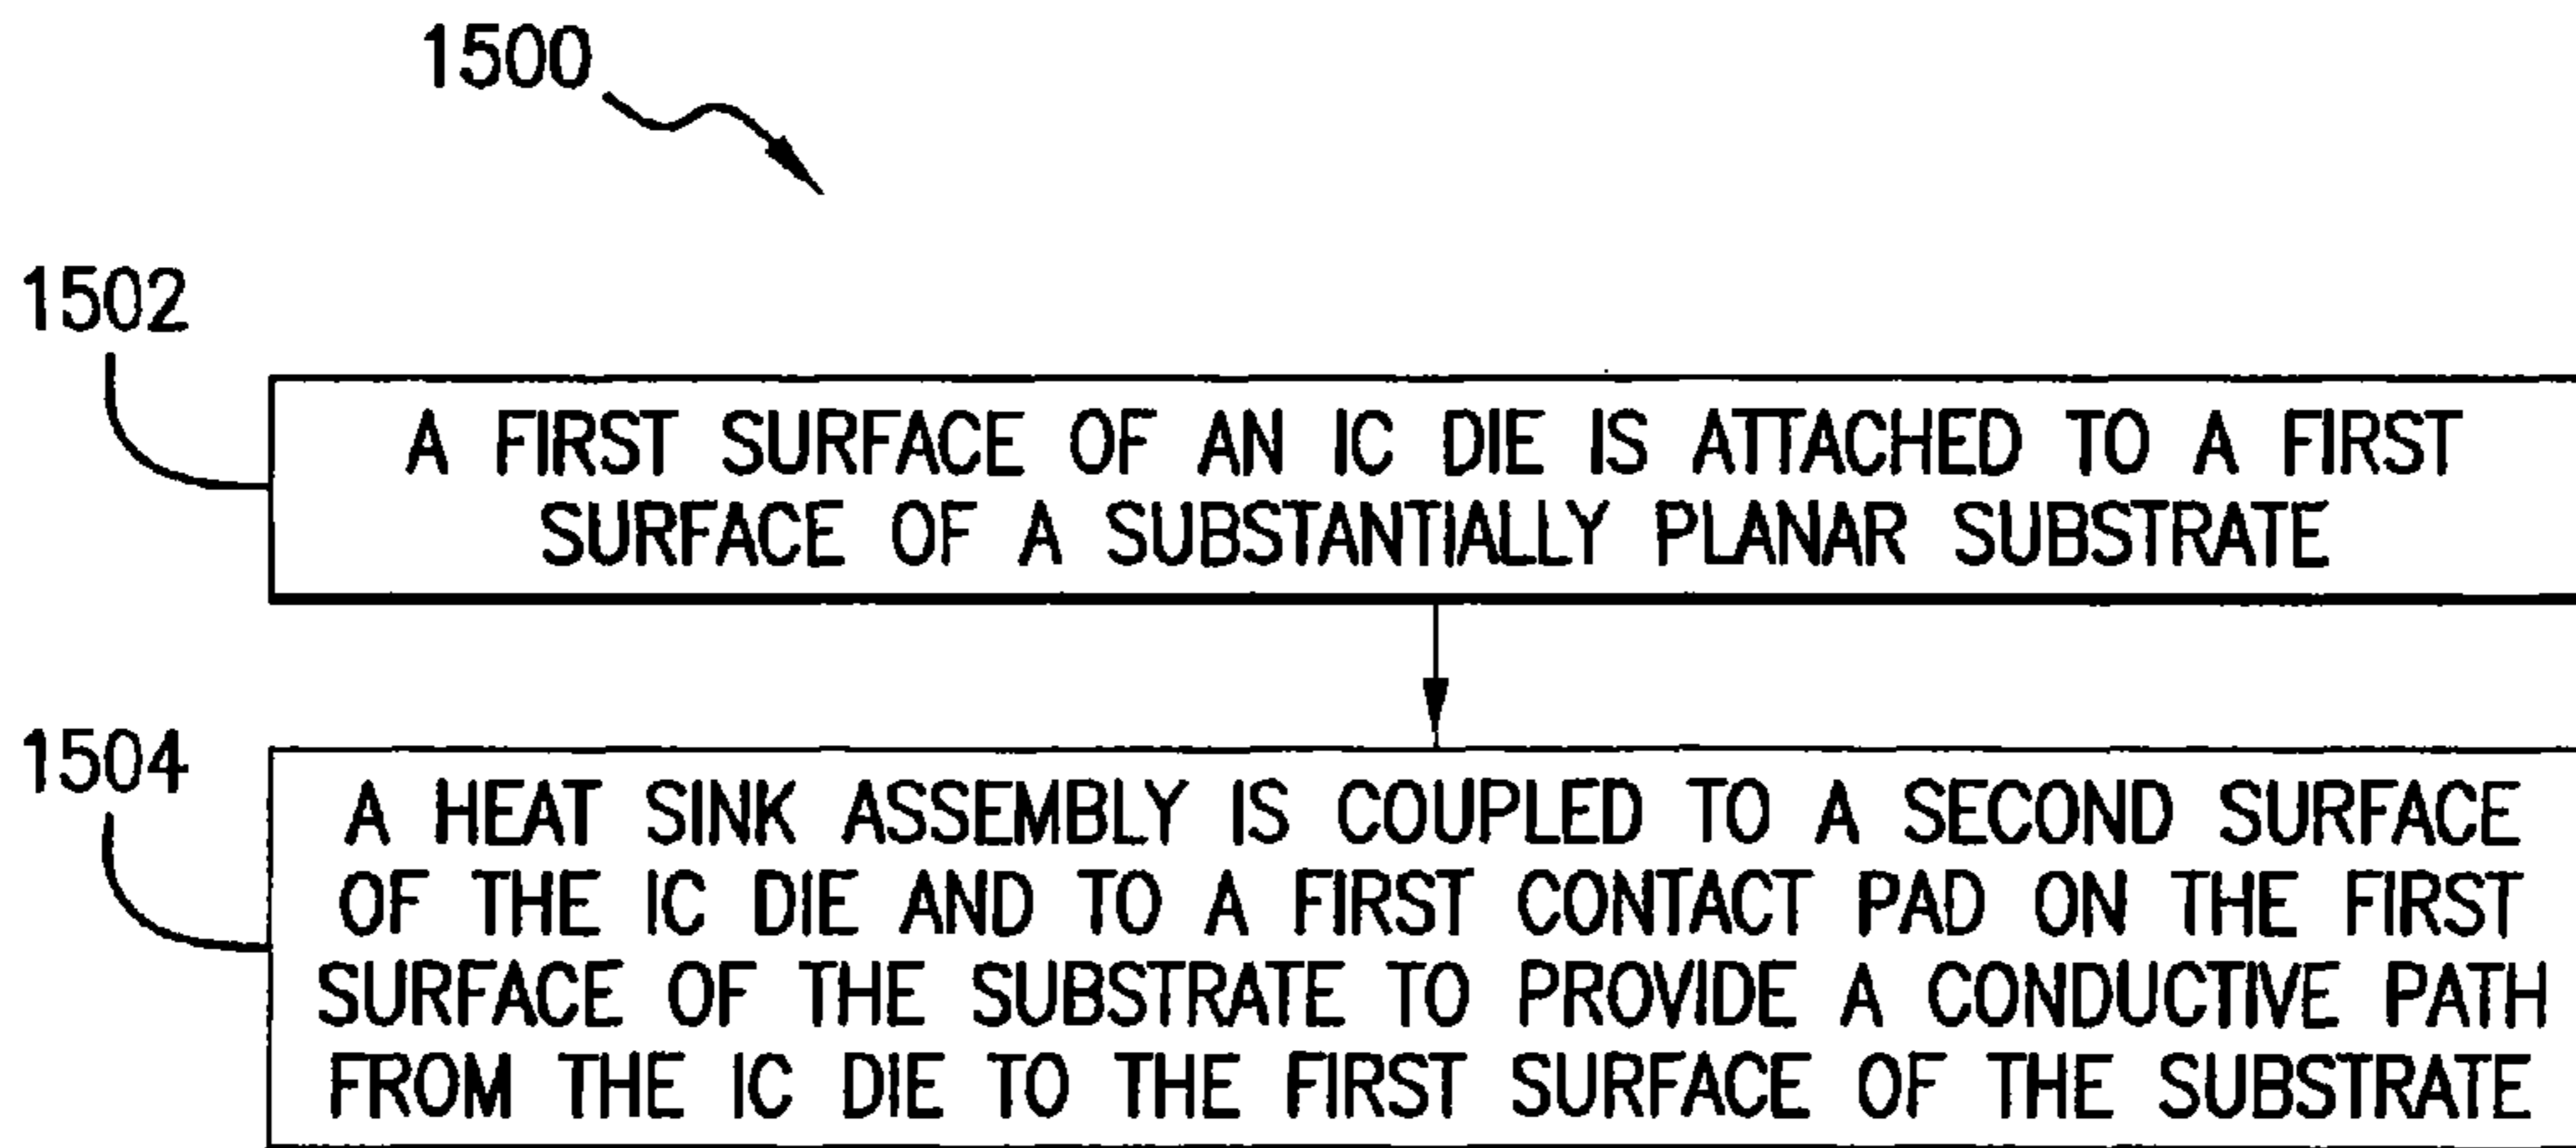 1500
1502
A FIRST SURFACE OF AN IC DIE IS ATTACHED TO A FIRST
SURFACE OF A SUBSTANTIALLY PLANAR SUBSTRATE
1504
A HEAT SINK ASSEMBLY IS COUPLED TO A SECOND SURFACE
OF THE IC DIE AND TO A FIRST CONTACT PAD ON THE FIRST
SURFACE OF THE SUBSTRATE TO PROVIDE A CONDUCTIVE PATH
FROM THE IC DIE TO THE FIRST SURFACE OF THE SUBSTRATE